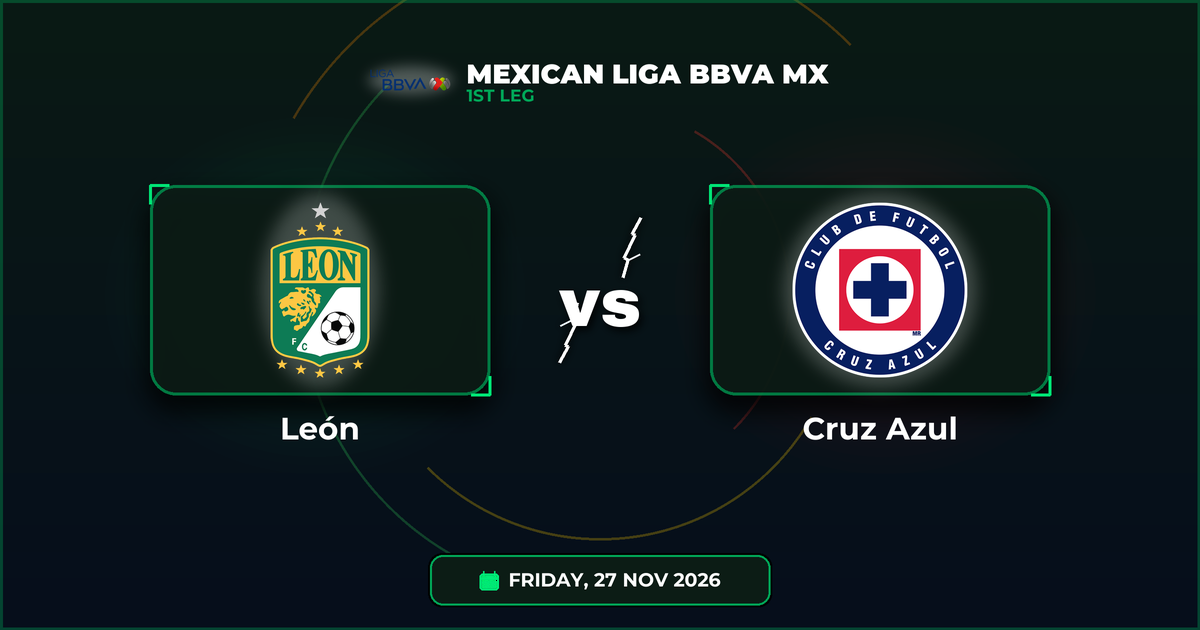 LIGA
BBVA
MEXICAN LIGA BBVA MX
1ST LEG
LEON
F C
CLUB DE FUTBOL
CRUZ AZUL
MR
vs
León
Cruz Azul
FRIDAY, 27 NOV 2026